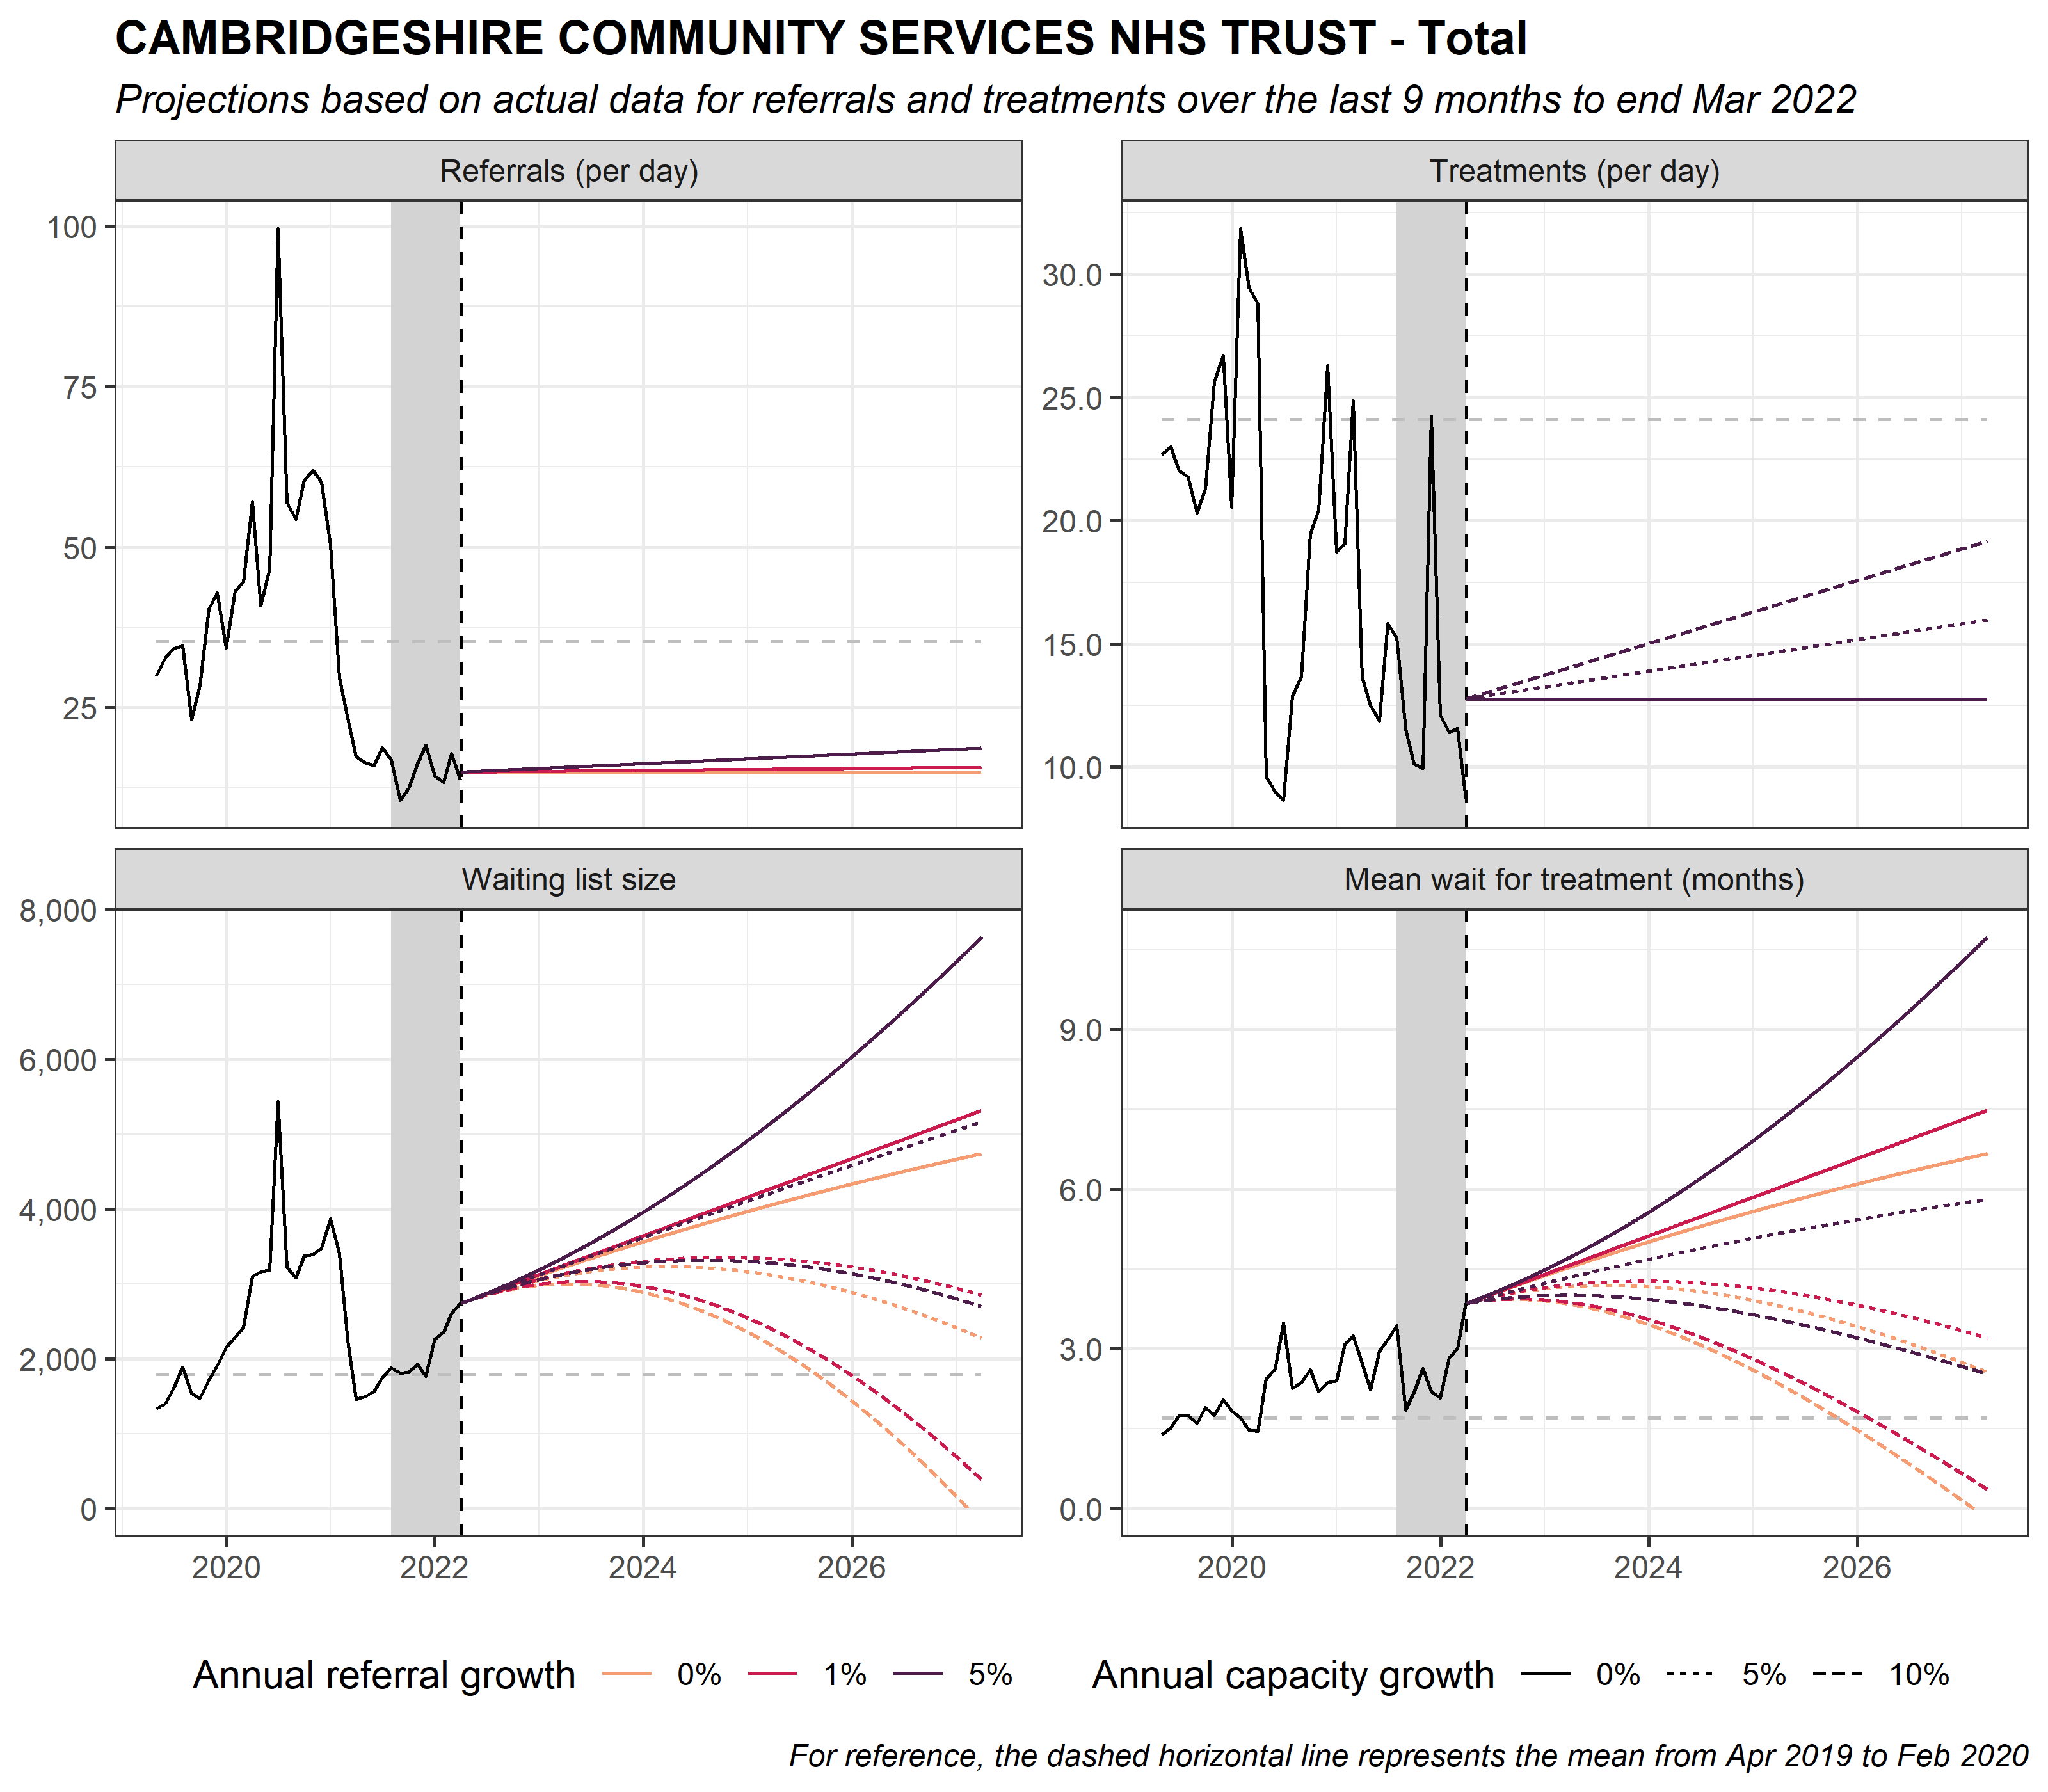 CAMBRIDGESHIRE COMMUNITY SERVICES NHS TRUST - Total
Projections based on actual data for referrals and treatments over the last 9 months to end Mar 2022
Referrals (per day)
100
75
50
25
Treatments (per day)
30.0
25.0
20.0
15.0
10.0
Waiting list size
8,000
6,000
4,000
2,000
0
2020 2022 2024 2026
Mean wait for treatment (months)
9.0
6.0
3.0
0.0
2020 2022 2024 2026
Annual referral growth 0% 1% 5%
Annual capacity growth 0% 5% 10%
For reference, the dashed horizontal line represents the mean from Apr 2019 to Feb 2020